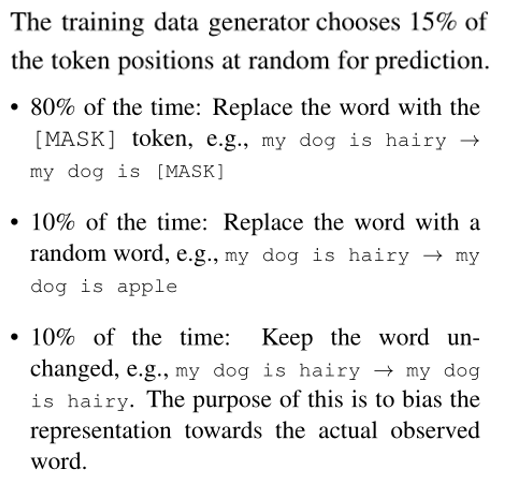 The training data generator chooses 15% of
the token positions at random for prediction.
• 80% of the time: Replace the word with the
[MASK] token, e.g., my dog is hairy →
my dog is [MASK]
• 10% of the time: Replace the word with a
random word, e.g., my dog is hairy → my
dog is apple
• 10% of the time: Keep the word un-
changed, e.g., my dog is hairy → my dog
is hairy. The purpose of this is to bias the
representation towards the actual observed
word.